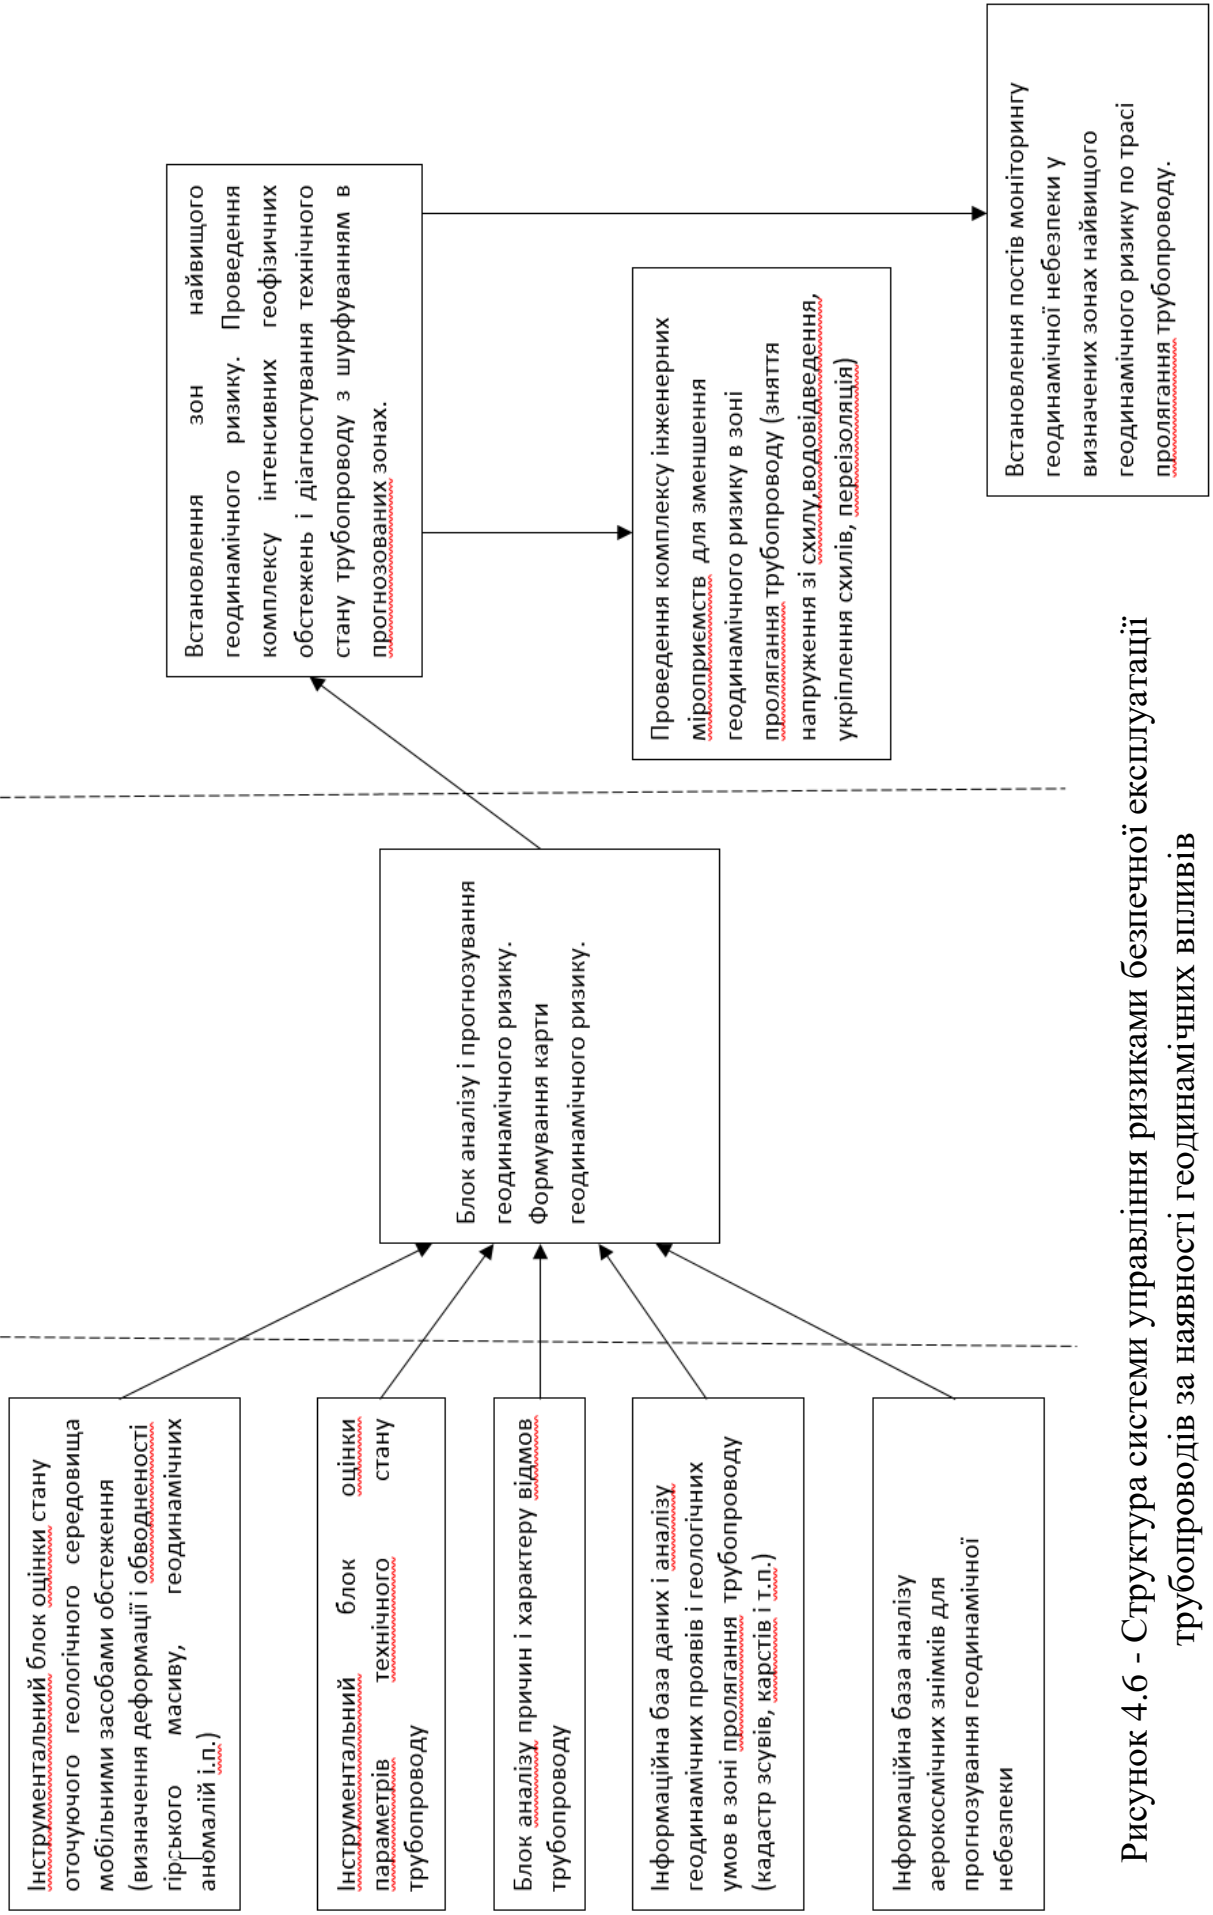 Інструментальний блок оцінки стану
оточуючого геологічного середовища
мобільними засобами обстеження
(визначення деформації і обводненості
гірського масиву, геодинамічних
аномалій і.п.)
Інструментальний блок оцінки
параметрів технічного стану
трубопроводу
Блок аналізу причин і характеру відмов
трубопроводу
Інформаційна база даних і аналізу
геодинамічних проявів і геологічних
умов в зоні пролягання трубопроводу
(кадастр зсувів, карстів і т.п.)
Інформаційна база аналізу
аерокосмічних знімків для
прогнозування геодинамічної
небезпеки
Блок аналізу і прогнозування
геодинамічного ризику.
Формування карти
геодинамічного ризику.
Встановлення зон найвищого
геодинамічного ризику. Проведення
комплексу інтенсивних геофізичних
обстежень і діагностування технічного
стану трубопроводу з шурфуванням в
прогнозованих зонах.
Проведення комплексу інженерних
міроприємств для зменшення
геодинамічного ризику в зоні
пролягання трубопроводу (зняття
напруження зі схилу,водовідведення,
укріплення схилів, переізоляція)
Встановлення постів моніторингу
геодинамічної небезпеки у
визначених зонах найвищого
геодинамічного ризику по трасі
пролягання трубопроводу.
Рисунок 4.6 - Структура системи управління ризиками безпечної експлуатації
трубопроводів за наявності геодинамічних впливів